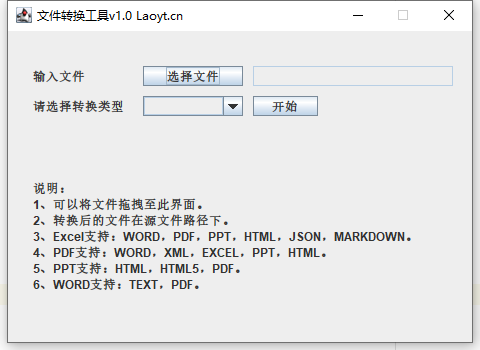 文件转换工具v1.0 Laoyt.cn
输入文件 选择文件
请选择转换类型 开始
说明：
1、可以将文件拖拽至此界面。
2、转换后的文件在源文件路径下。
3、Excel支持：WORD，PDF，PPT，HTML，JSON，MARKDOWN。
4、PDF支持：WORD，XML，EXCEL，PPT，HTML。
5、PPT支持：HTML，HTML5，PDF。
6、WORD支持：TEXT，PDF。